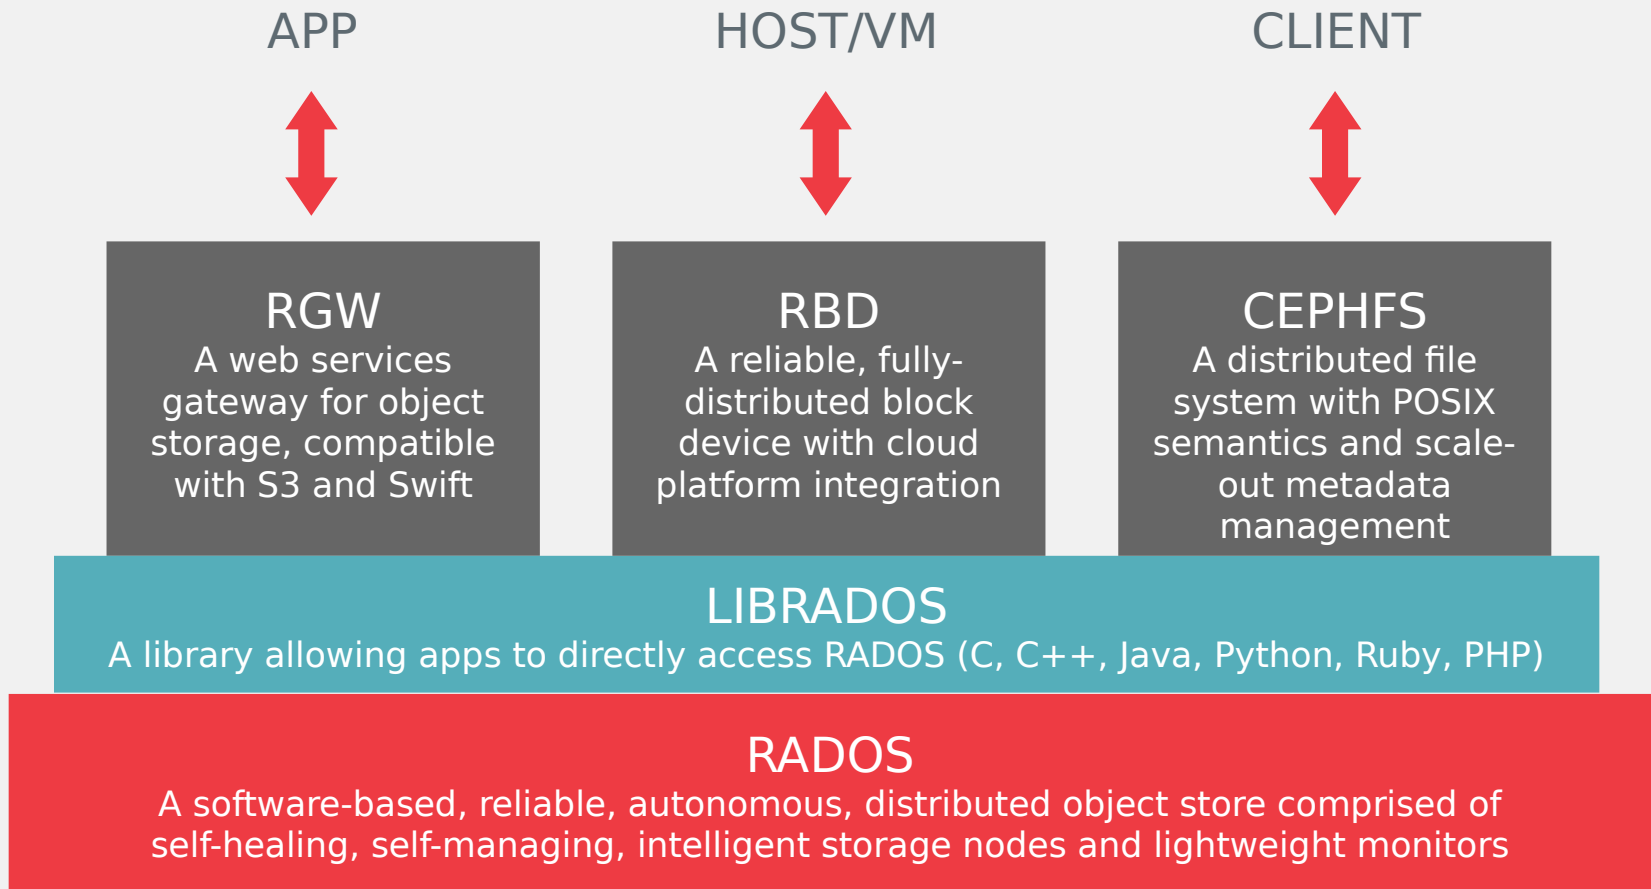 APP
HOST/VM
CLIENT
RGW
A web services
gateway for object
storage, compatible
with S3 and Swift
RBD
A reliable, fully-
distributed block
device with cloud
platform integration
CEPHFS
A distributed file
system with POSIX
semantics and scale-
out metadata
management
LIBRADOS
A library allowing apps to directly access RADOS (C, C++, Java, Python, Ruby, PHP)
RADOS
A software-based, reliable, autonomous, distributed object store comprised of
self-healing, self-managing, intelligent storage nodes and lightweight monitors